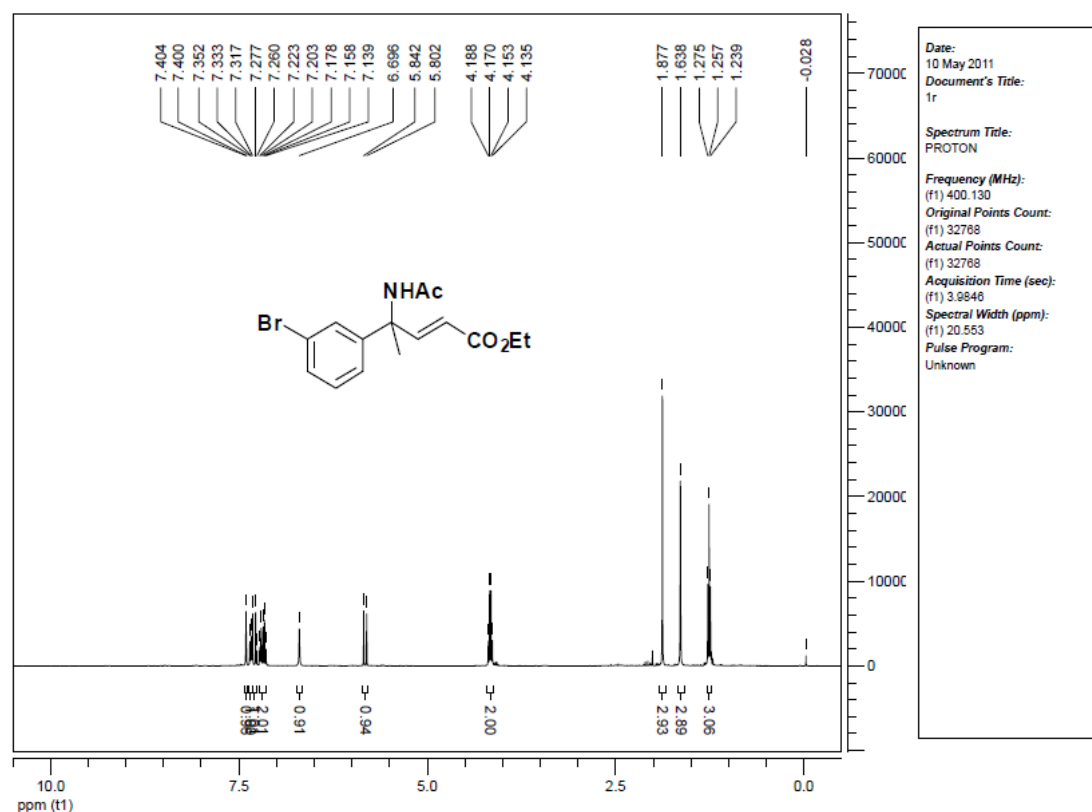 7.404
7.400
7.352
7.333
7.317
7.277
7.260
7.223
7.203
7.178
7.158
7.139
6.696
5.842
5.802
4.188
4.170
4.153
4.135
1.877
1.638
1.275
1.257
1.239
-0.028
Date:
10 May 2011
Document's Title:
1r
Spectrum Title:
PROTON
Frequency (MHz):
(f1) 400.130
Original Points Count:
(f1) 32768
Actual Points Count:
(f1) 32768
Acquisition Time (sec):
(f1) 3.9846
Spectral Width (ppm):
(f1) 20.553
Pulse Program:
Unknown
70000
60000
50000
40000
30000
20000
10000
0
NHAc
Br
CO2Et
2.01
0.91
0.94
2.00
2.93
2.89
3.06
10.0 7.5 5.0 2.5 0.0
ppm (t1)